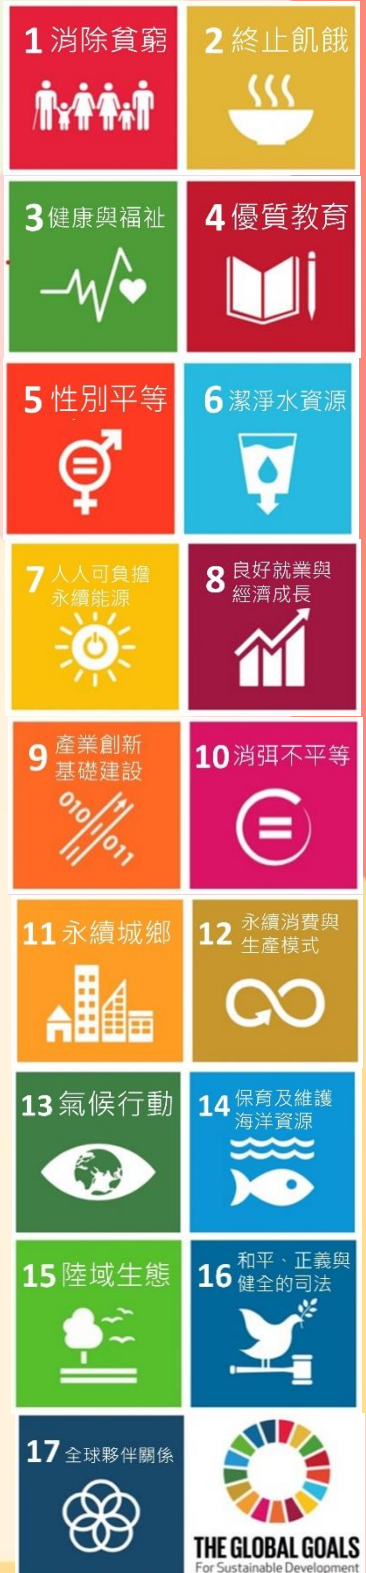 1 消除貧窮
2 終止飢餓
3 健康與福祉
4 優質教育
5 性別平等
6 潔淨水資源
7 人人可負擔
永續能源
8 良好就業與
經濟成長
9 產業創新
基礎建設
010 011
10 消弭不平等
11 永續城鄉
12 永續消費與
生產模式
13 氣候行動
14 保育及維護
海洋資源
15 陸域生態
16 和平、正義與
健全的司法
17 全球夥伴關係
THE GLOBAL GOALS
For Sustainable Development